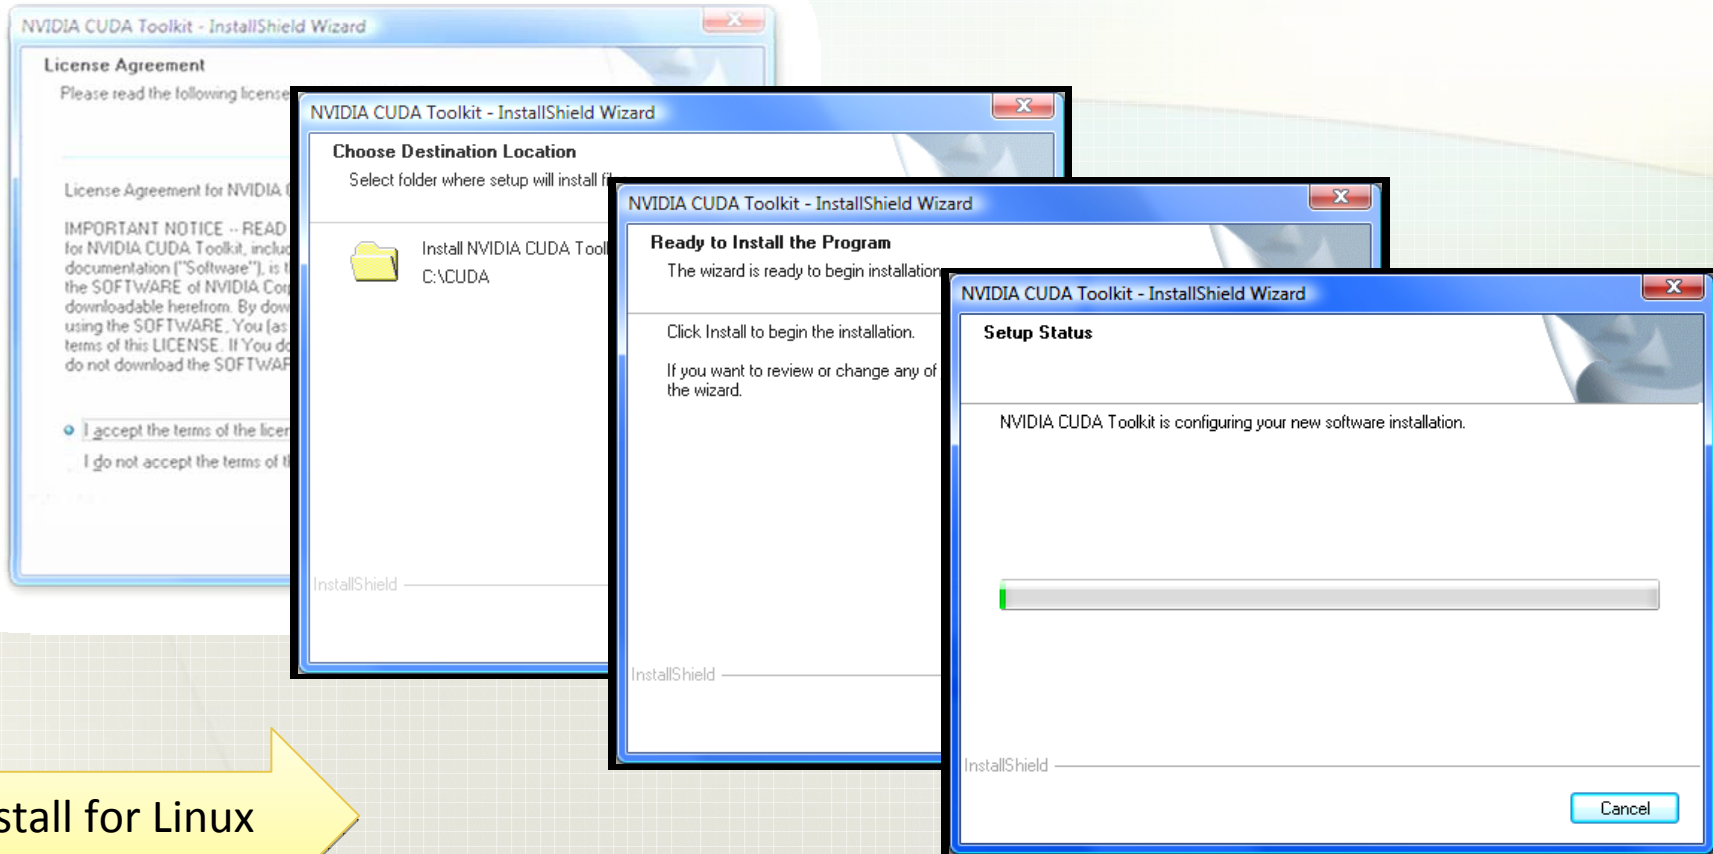 NVIDIA CUDA Toolkit - InstallShield Wizard
License Agreement
Please read the following license
License Agreement for NVIDIA
IMPORTANT NOTICE -- READ
for NVIDIA CUDA Toolkit,
documentation ("Software"), is
the SOFTWARE of NVIDIA
downloadable herefrom. By
using the SOFTWARE, You (as
terms of this LICENSE. If You
do not download the
I accept the terms of the
I do not accept the terms of
NVIDIA CUDA Toolkit - InstallShield Wizard
Choose Destination Location
Select folder where setup will install
Install NVIDIA CUDA
C:\CUDA
InstallShield
NVIDIA CUDA Toolkit - InstallShield Wizard
Ready to Install the Program
The wizard is ready to begin installation
Click Install to begin the installation.
If you want to review or change any of
the wizard.
InstallShield
NVIDIA CUDA Toolkit - InstallShield Wizard
Setup Status
NVIDIA CUDA Toolkit is configuring your new software installation.
InstallShield
Cancel
stall for Linux